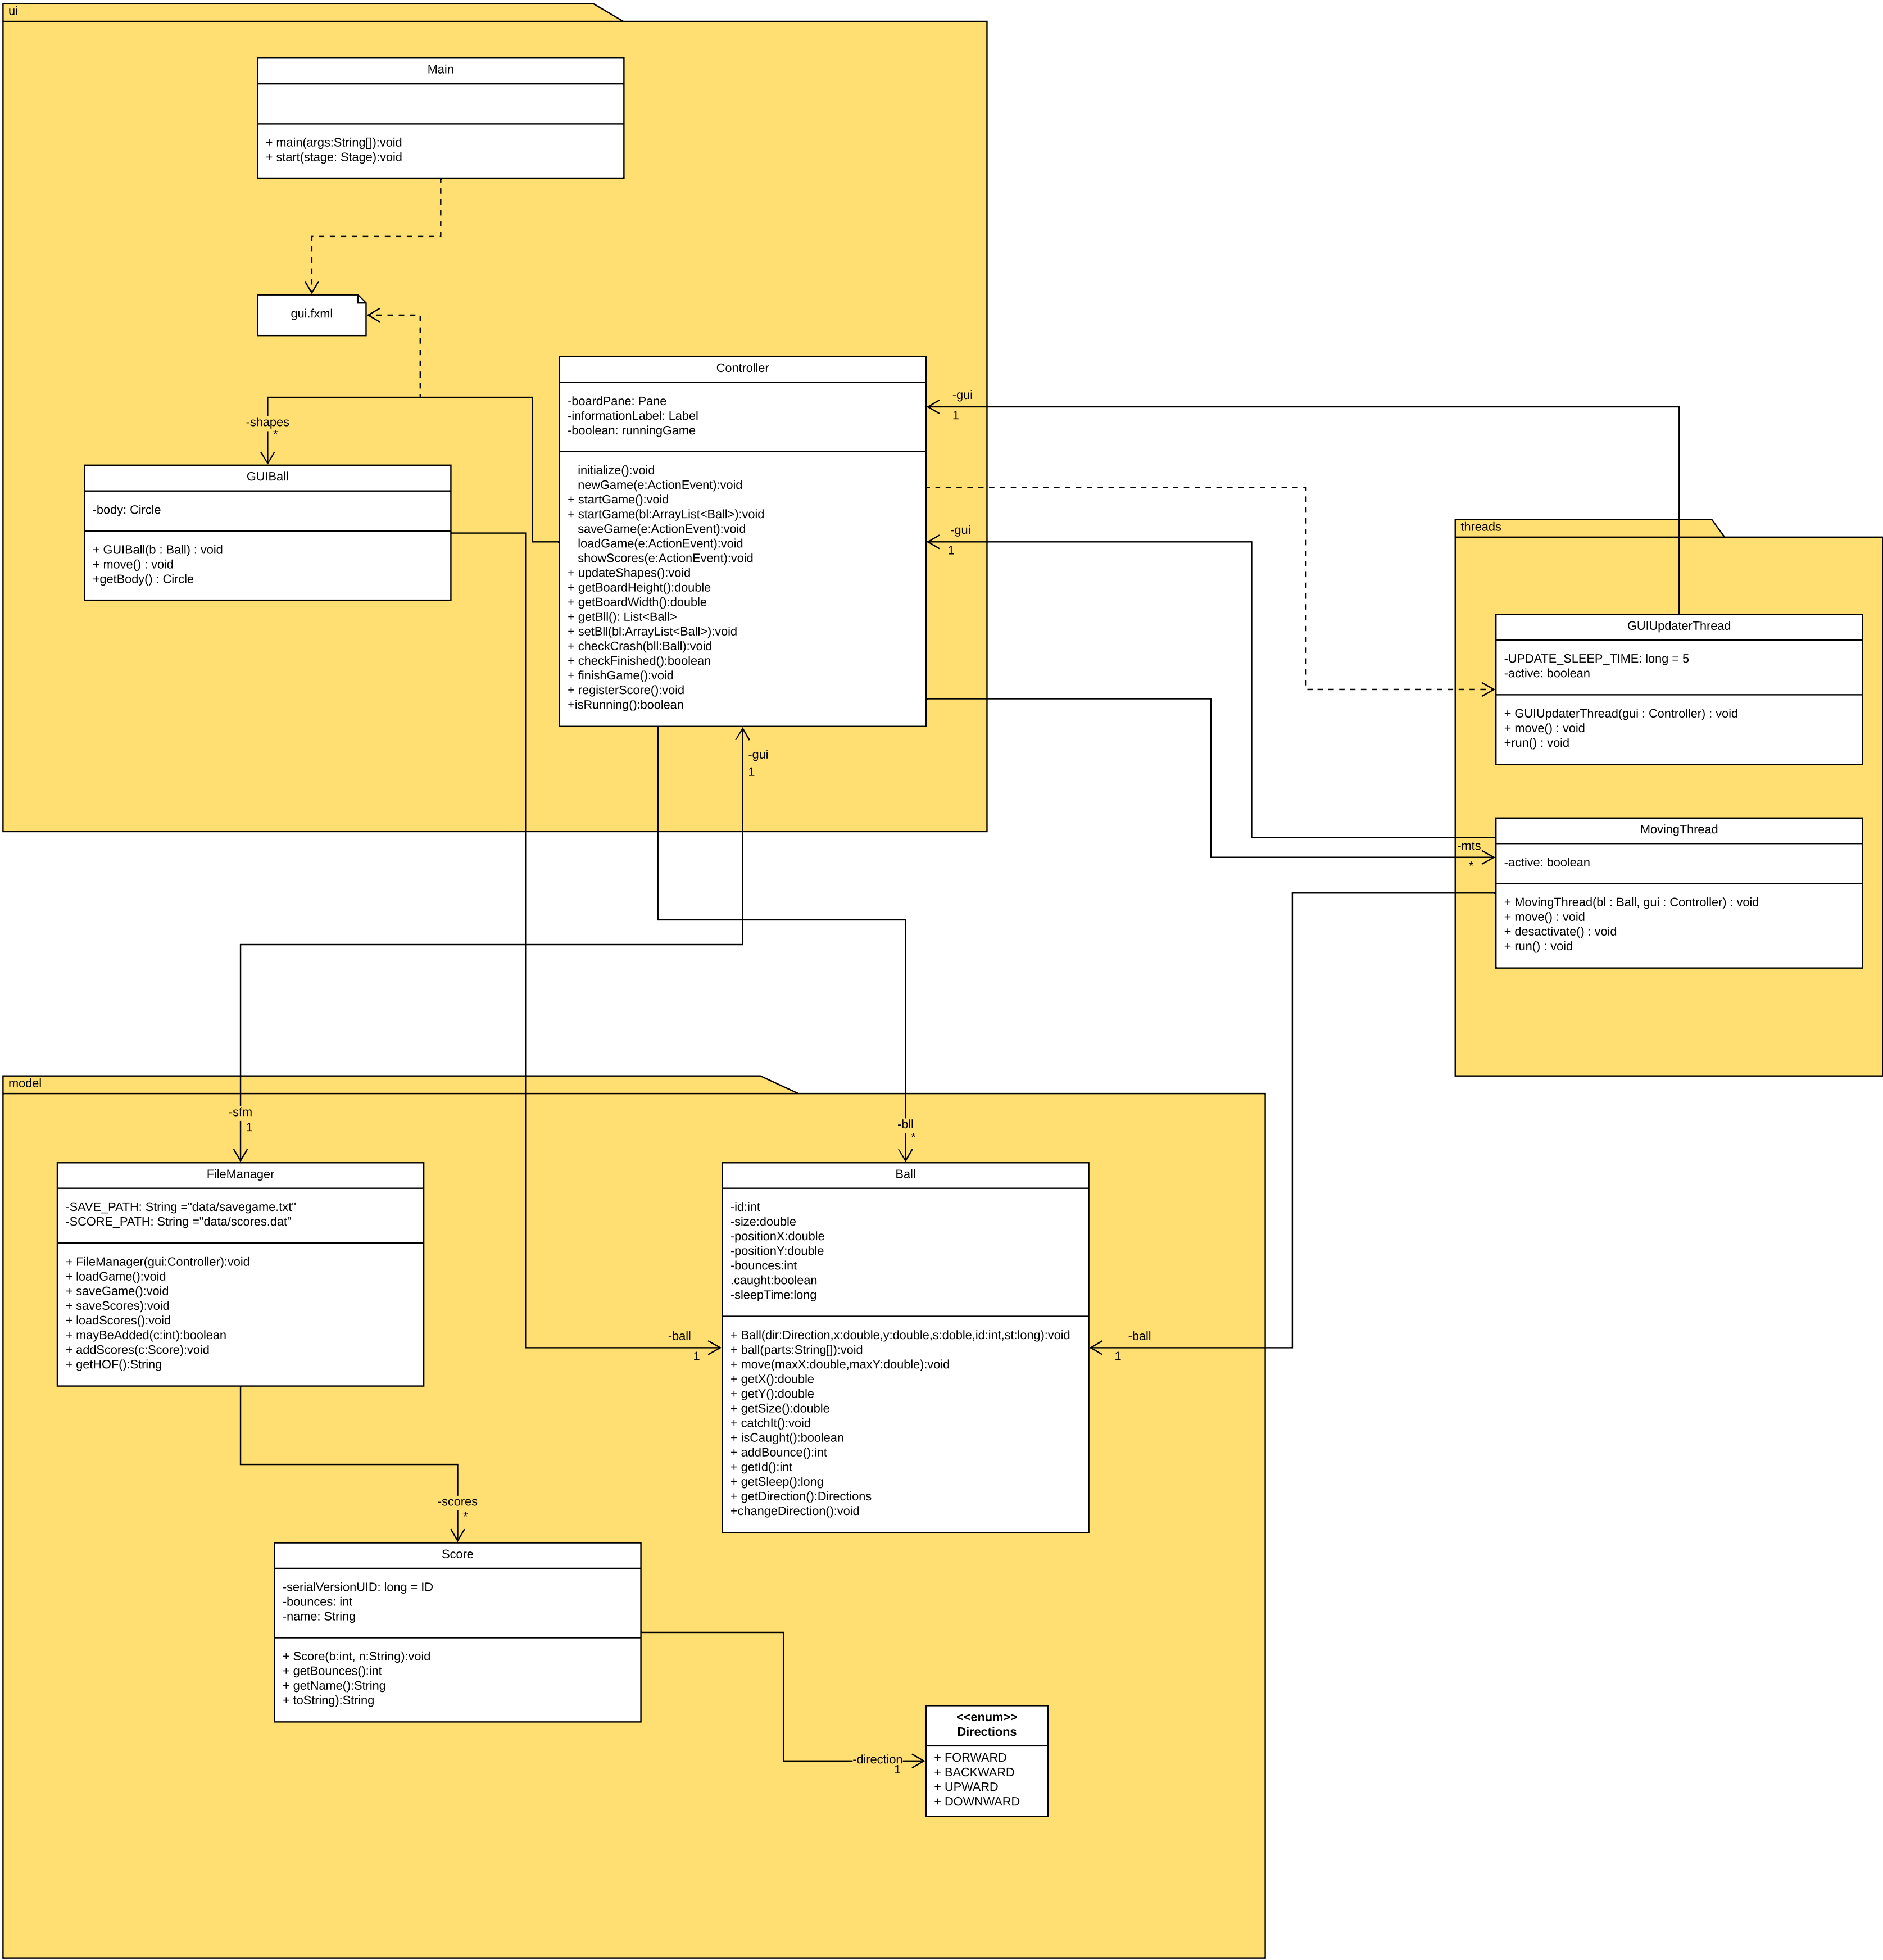 ui
Main
+ main(args:String[]):void
+ start(stage: Stage):void
gui.fxml
Controller
-boardPane: Pane
-informationLabel: Label
-boolean: runningGame
initialize():void
newGame(e:ActionEvent):void
+ startGame():void
+ startGame(bl:ArrayList<Ball>):void
saveGame(e:ActionEvent):void
loadGame(e:ActionEvent):void
showScores(e:ActionEvent):void
+ updateShapes():void
+ getBoardHeight():double
+ getBoardWidth():double
+ getBll(): List<Ball>
+ setBll(bl:ArrayList<Ball>):void
+ checkCrash(bll:Ball):void
+ checkFinished():boolean
+ finishGame():void
+ registerScore():void
+isRunning():boolean
-gui
1
-gui
1
-gui
1
-shapes
*
GUIBall
-body: Circle
+ GUIBall(b : Ball) : void
+ move() : void
+getBody() : Circle
threads
GUIUpdaterThread
-UPDATE_SLEEP_TIME: long = 5
-active: boolean
+ GUIUpdaterThread(gui : Controller) : void
+ move() : void
+run() : void
-mts
*
MovingThread
-active: boolean
+ MovingThread(bl : Ball, gui : Controller) : void
+ move() : void
+ desactivate() : void
+ run() : void
model
-sfm
1
FileManager
-SAVE_PATH: String ="data/savegame.txt"
-SCORE_PATH: String ="data/scores.dat"
+ FileManager(gui:Controller):void
+ loadGame():void
+ saveGame():void
+ saveScores):void
+ loadScores():void
+ mayBeAdded(c:int):boolean
+ addScores(c:Score):void
+ getHOF():String
-bll
*
Ball
-id:int
-size:double
-positionX:double
-positionY:double
-bounces:int
.caught:boolean
-sleepTime:long
+ Ball(dir:Direction,x:double,y:double,s:doble,id:int,st:long):void
+ ball(parts:String[]):void
+ move(maxX:double,maxY:double):void
+ getX():double
+ getY():double
+ getSize():double
+ catchIt():void
+ isCaught():boolean
+ addBounce():int
+ getId():int
+ getSleep():long
+ getDirection():Directions
+changeDirection():void
-ball
1
-ball
1
-scores
*
Score
-serialVersionUID: long = ID
-bounces: int
-name: String
+ Score(b:int, n:String):void
+ getBounces():int
+ getName():String
+ toString):String
-direction
1
<<enum>>
Directions
+ FORWARD
+ BACKWARD
+ UPWARD
+ DOWNWARD